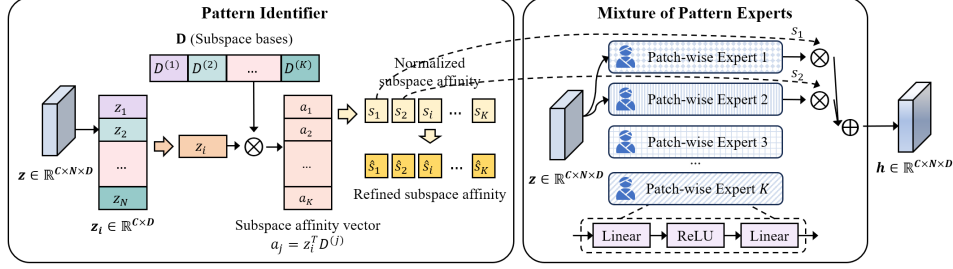 Pattern Identifier
D (Subspace bases)
D^{(1)} D^{(2)} ... D^{(K)}
z ∈ ℝ^{C×N×D}
z_1
z_2
...
z_N
z_i ∈ ℝ^{C×D}
z_i
a_1
a_2
...
a_K
Subspace affinity vector
a_j = z_i^T D^{(j)}
Normalized
subspace affinity
s_1 s_2 s_i ... s_K
ŝ_1 ŝ_2 ŝ_i ... ŝ_K
Refined subspace affinity
Mixture of Pattern Experts
s_1
Patch-wise Expert 1
s_2
Patch-wise Expert 2
Patch-wise Expert 3
...
Patch-wise Expert K
z ∈ ℝ^{C×N×D}
Linear ReLU Linear
h ∈ ℝ^{C×N×D}